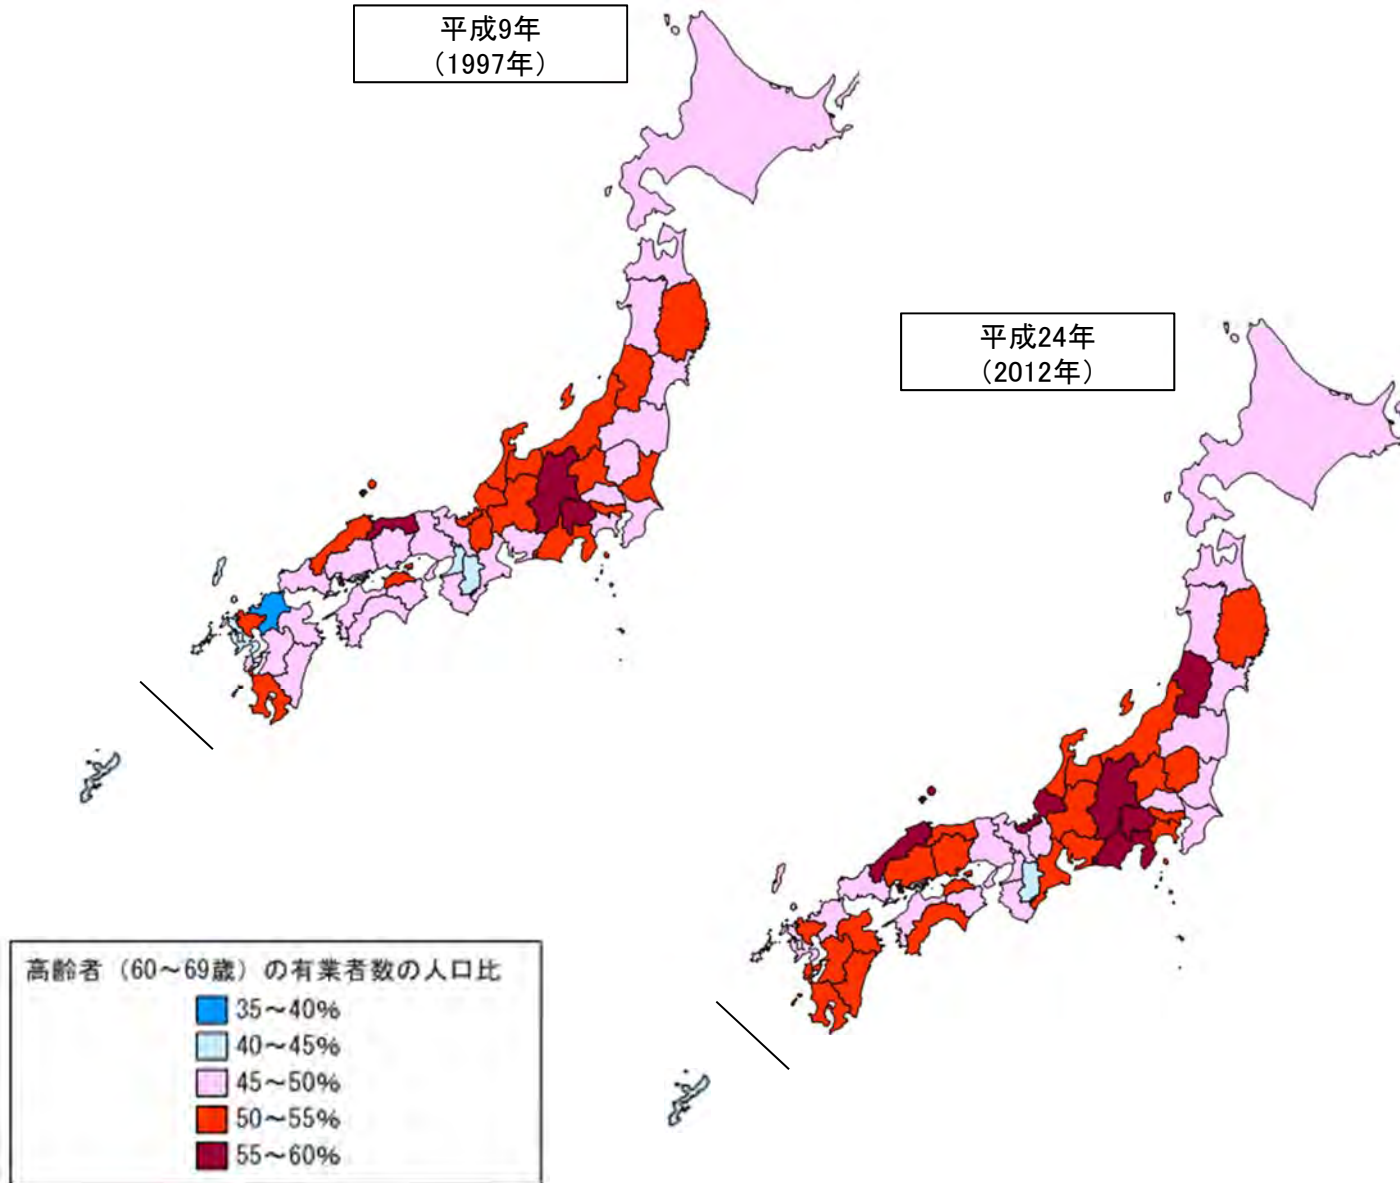 平成9年
（1997年）
平成24年
（2012年）
高齢者（60～69歳）の有業者数の人口比
35～40%
40～45%
45～50%
50～55%
55～60%